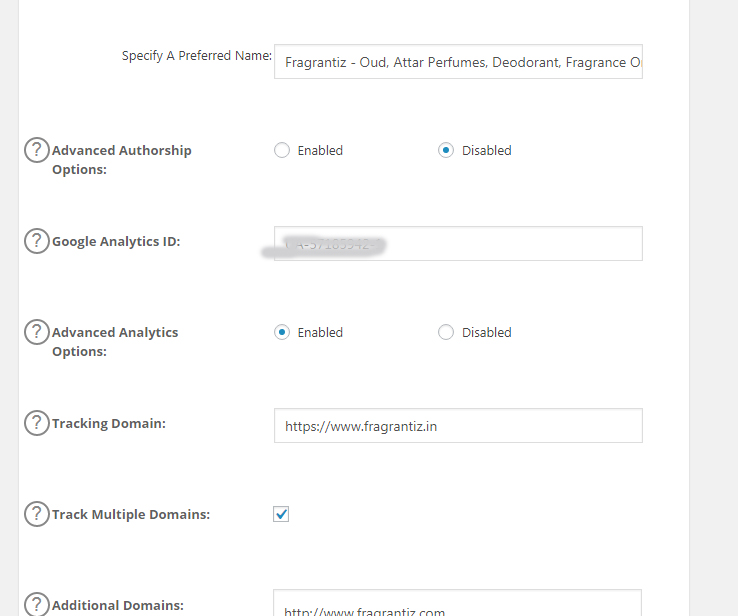 Specify A Preferred Name: Fragrantiz - Oud, Attar Perfumes, Deodorant, Fragrance O
? Advanced Authorship Enabled Disabled
Options:
? Google Analytics ID:
? Advanced Analytics Enabled Disabled
Options:
? Tracking Domain: https://www.fragrantiz.in
? Track Multiple Domains:
? Additional Domains: http://www.fragrantiz.com